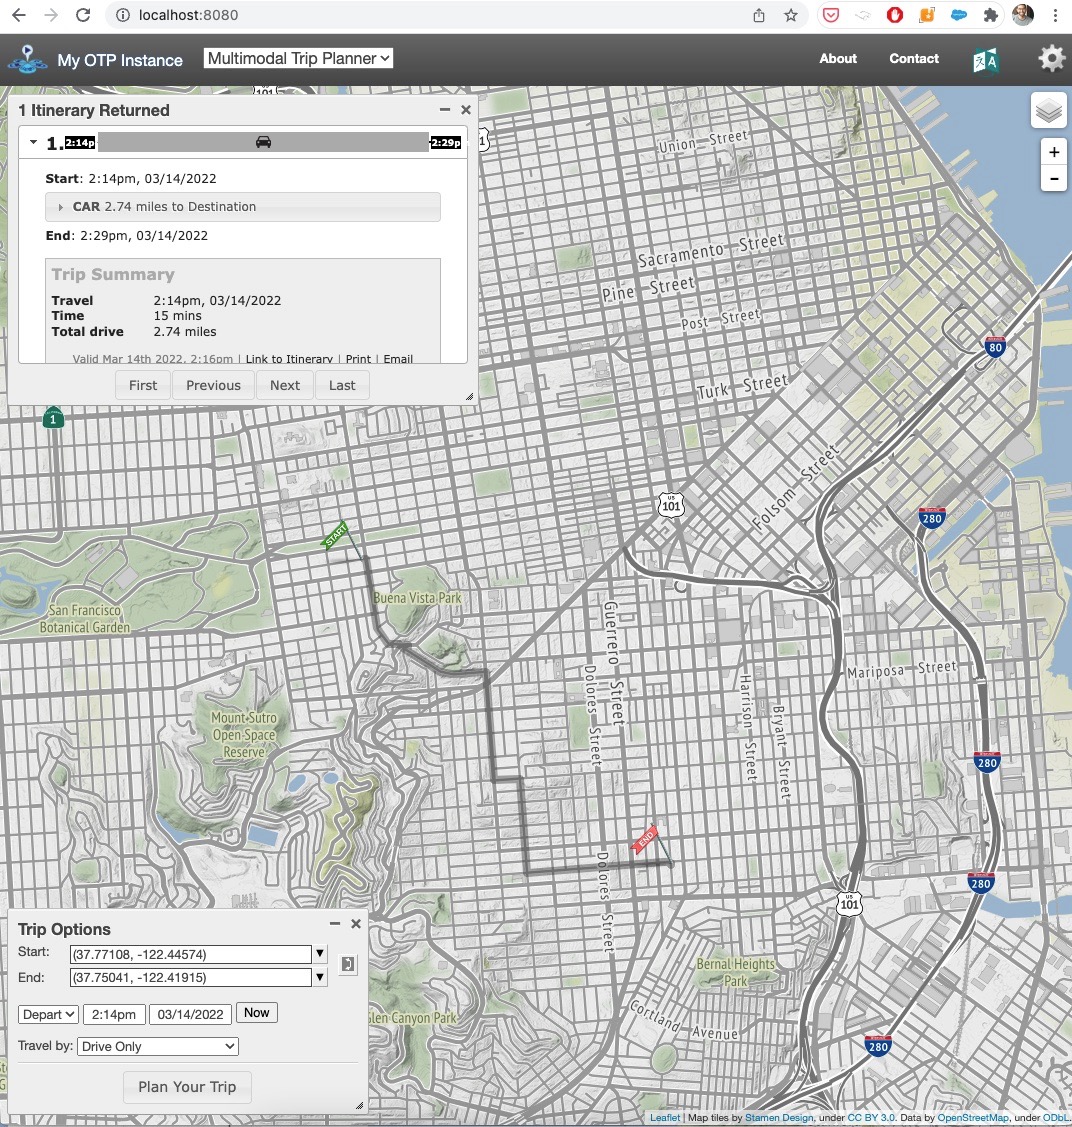 localhost:8080
My OTP Instance
Multimodal Trip Planner
About
Contact
文 A
101
1 Itinerary Returned
1. 2:14p 2:29p
Start: 2:14pm, 03/14/2022
CAR 2.74 miles to Destination
End: 2:29pm, 03/14/2022
Trip Summary
Travel 2:14pm, 03/14/2022
Time 15 mins
Total drive 2.74 miles
Valid Mar 14th 2022, 2:16pm | Link to Itinerary | Print | Email
First Previous Next Last
+
-
1
Union Street
Sacramento Street
Pine Street
Post Street
80
Turk Street
1
Folsom Street
US 101
280
START
Buena Vista Park
San Francisco
Botanical Garden
Guerrero Street
Dolores Street
Mariposa Street
Harrison Street
Bryant Street
Mount Sutro
Open Space
Reserve
280
END
Dolores Street
280
US 101
Bernal Heights
Park
Cortland Avenue
Glen Canyon Park
280
Trip Options
Start: (37.77108, -122.44574)
End: (37.75041, -122.41915)
Depart 2:14pm 03/14/2022 Now
Travel by: Drive Only
Plan Your Trip
Leaflet | Map tiles by Stamen Design, under CC BY 3.0. Data by OpenStreetMap, under ODbL.